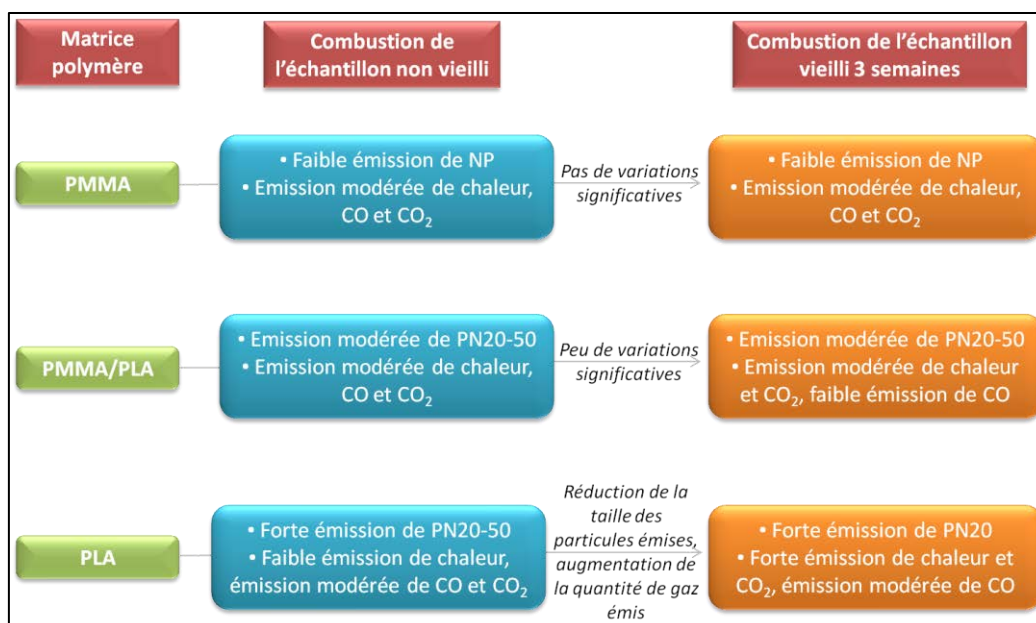 Matrice
polymère
Combustion de
l'échantillon non vieilli
Combustion de l'échantillon
vieilli 3 semaines
PMMA
• Faible émission de NP
• Emission modérée de chaleur,
CO et CO₂
Pas de variations
significatives
• Faible émission de NP
• Emission modérée de chaleur,
CO et CO₂
PMMA/PLA
• Emission modérée de PN20-50
• Emission modérée de chaleur,
CO et CO₂
Peu de variations
significatives
• Emission modérée de PN20-50
• Emission modérée de chaleur
et CO₂, faible émission de CO
PLA
• Forte émission de PN20-50
• Faible émission de chaleur,
émission modérée de CO et CO₂
Réduction de la
taille des
particules émises,
augmentation de
la quantité de gaz
émis
• Forte émission de PN20
• Forte émission de chaleur et
CO₂, émission modérée de CO